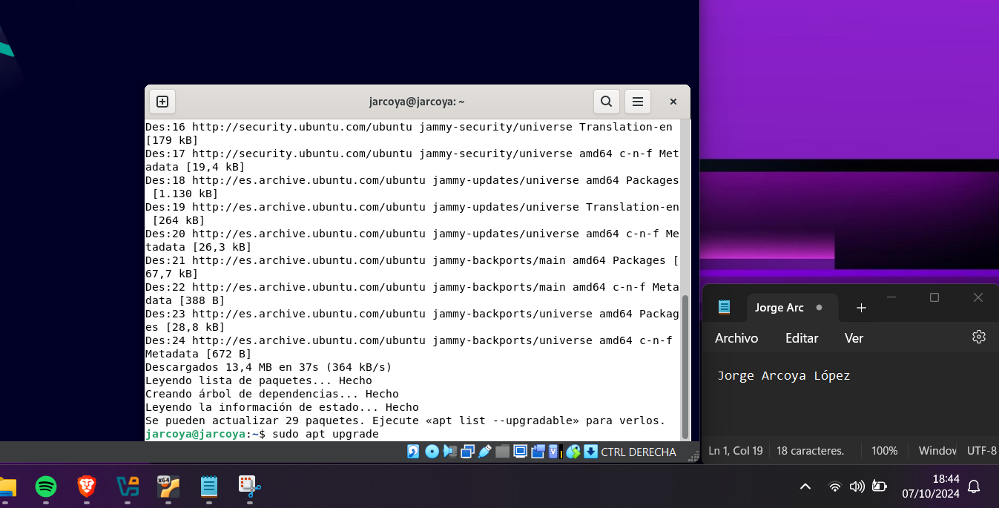 jarcoya@jarcoya: ~
Des:16 http://security.ubuntu.com/ubuntu jammy-security/universe Translation-en
[179 kB]
Des:17 http://security.ubuntu.com/ubuntu jammy-security/universe amd64 c-n-f Met
adata [19,4 kB]
Des:18 http://es.archive.ubuntu.com/ubuntu jammy-updates/universe amd64 Packages
[1.130 kB]
Des:19 http://es.archive.ubuntu.com/ubuntu jammy-updates/universe Translation-en
[264 kB]
Des:20 http://es.archive.ubuntu.com/ubuntu jammy-updates/universe amd64 c-n-f Me
tadata [26,3 kB]
Des:21 http://es.archive.ubuntu.com/ubuntu jammy-backports/main amd64 Packages [
67,7 kB]
Des:22 http://es.archive.ubuntu.com/ubuntu jammy-backports/main amd64 c-n-f Meta
data [388 B]
Des:23 http://es.archive.ubuntu.com/ubuntu jammy-backports/universe amd64 Packag
es [28,8 kB]
Des:24 http://es.archive.ubuntu.com/ubuntu jammy-backports/universe amd64 c-n-f
Metadata [672 B]
Descargados 13,4 MB en 37s (364 kB/s)
Leyendo lista de paquetes... Hecho
Creando árbol de dependencias... Hecho
Leyendo la información de estado... Hecho
Se pueden actualizar 29 paquetes. Ejecute «apt list --upgradable» para verlos.
jarcoya@jarcoya:~$ sudo apt upgrade
CTRL DERECHA
Jorge Arc
Archivo Editar Ver
Jorge Arcoya López
Ln 1, Col 19 18 caracteres. 100% Window UTF-8
x64
18:44
07/10/2024